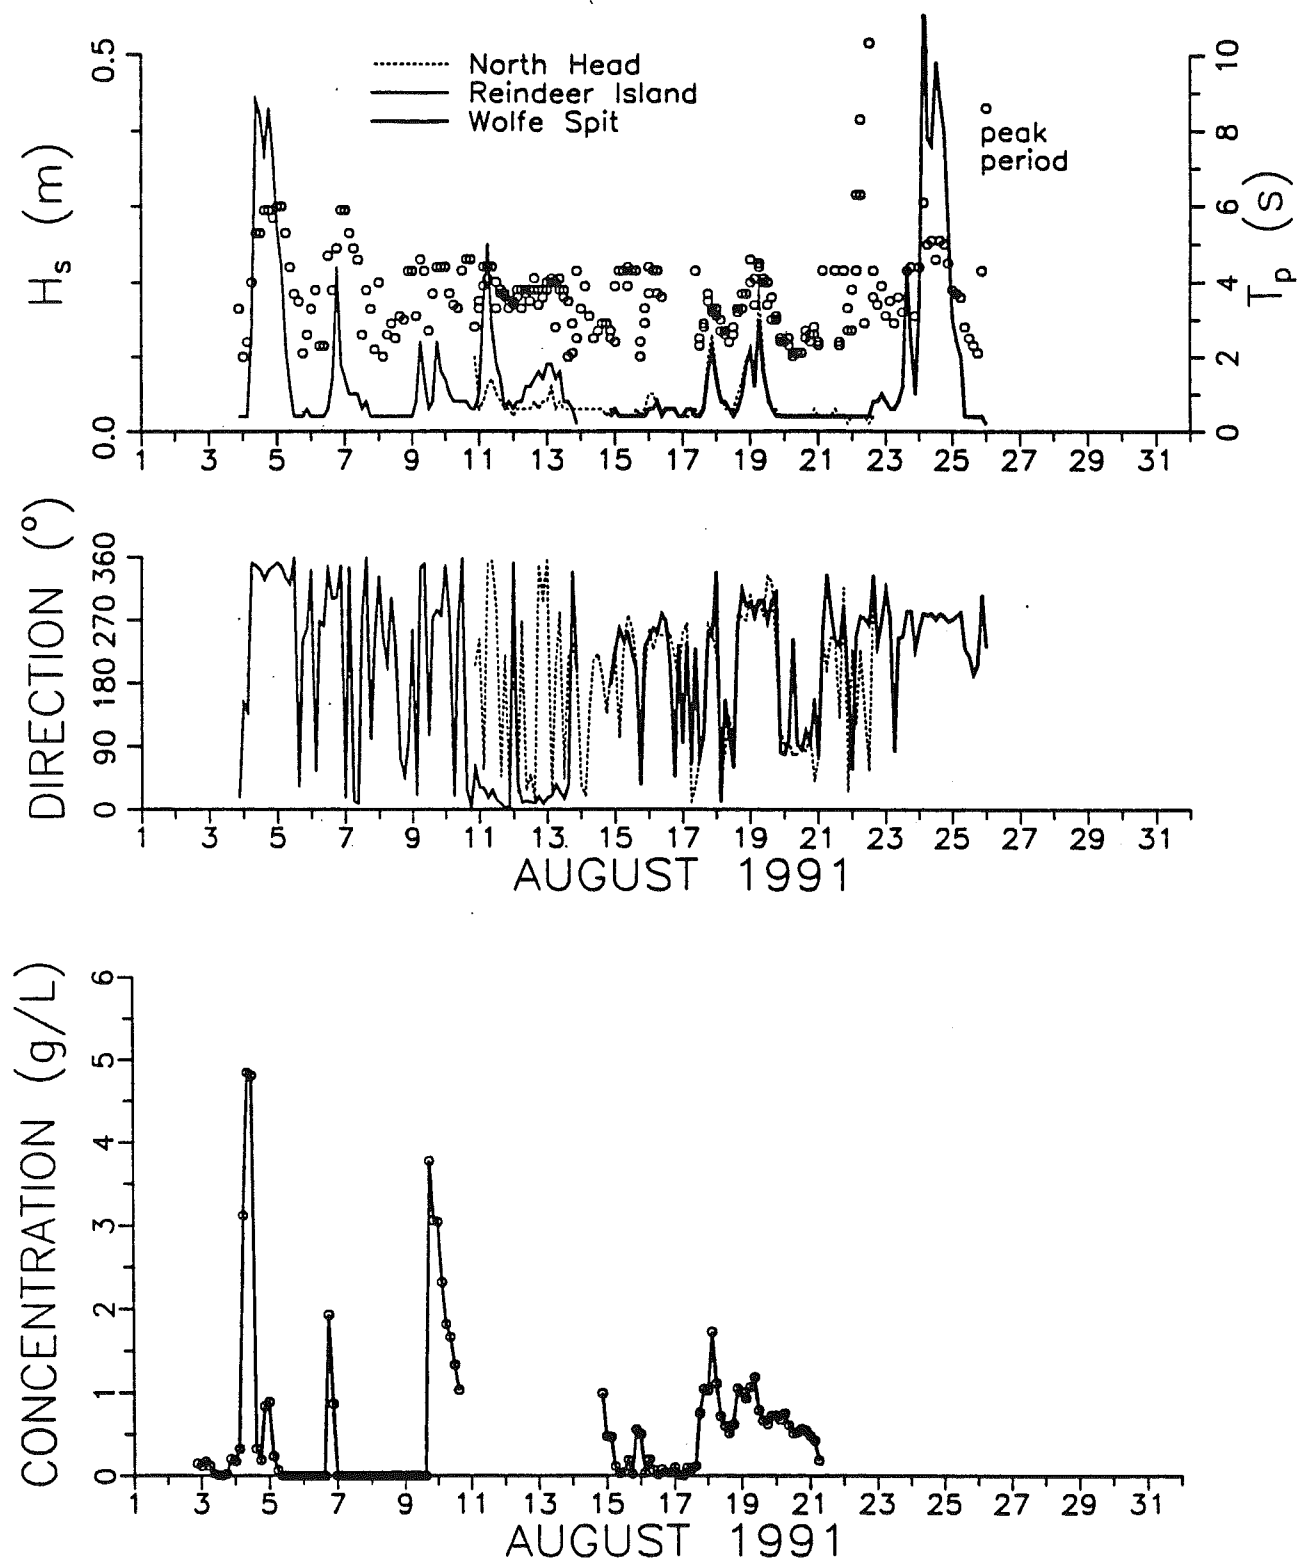 North Head
Reindeer Island
Wolfe Spit
peak
period
H_s (m)
0.5
0.0
T_p (s)
10
8
6
4
2
0
1 3 5 7 9 11 13 15 17 19 21 23 25 27 29 31
DIRECTION (°)
360
270
180
90
0
1 3 5 7 9 11 13 15 17 19 21 23 25 27 29 31
AUGUST 1991
CONCENTRATION (g/L)
6
5
4
3
2
1
0
1 3 5 7 9 11 13 15 17 19 21 23 25 27 29 31
AUGUST 1991